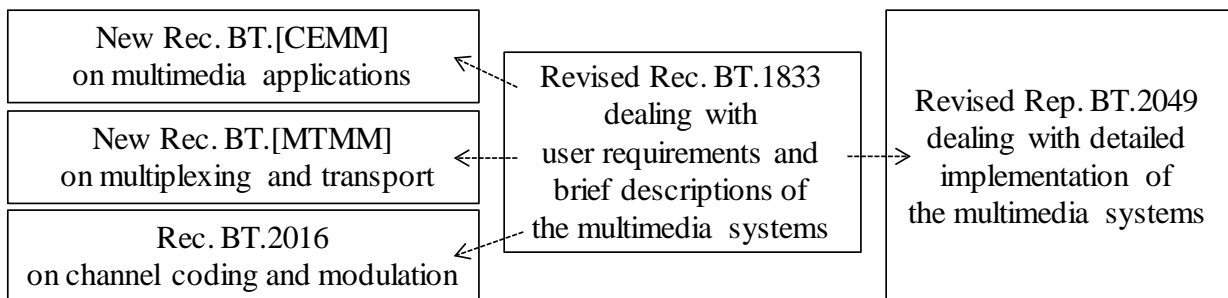 New Rec. BT.[CEMM]
on multimedia applications
New Rec. BT.[MTMM]
on multiplexing and transport
Rec. BT.2016
on channel coding and modulation
Revised Rec. BT.1833
dealing with
user requirements and
brief descriptions of
the multimedia systems
Revised Rep. BT.2049
dealing with detailed
implementation of
the multimedia systems